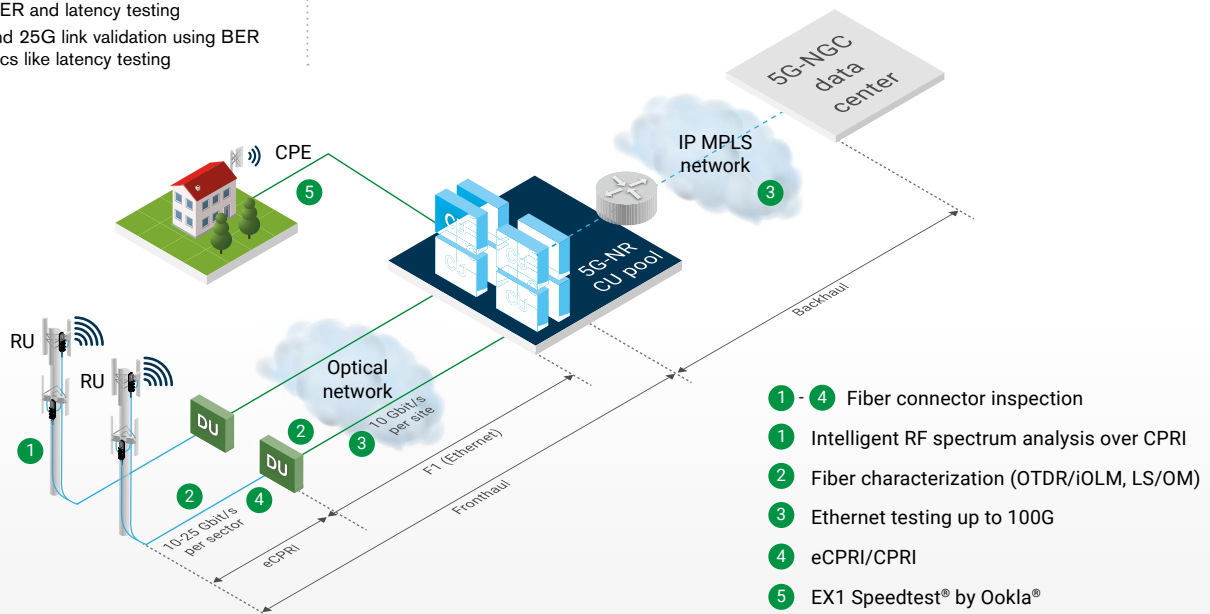 ER and latency testing
nd 25G link validation using BER
cs like latency testing
5G-NGC
data
center
IP MPLS
network
3
CPE
5
5G-NR
CU pool
Backhaul
RU
RU
Optical
network
DU
DU
2
3
10 Gbit/s
per site
F1 (Ethernet)
Fronthaul
1
2
4
10-25 Gbit/s
per sector
eCPRI
1 - 4 Fiber connector inspection
1 Intelligent RF spectrum analysis over CPRI
2 Fiber characterization (OTDR/iOLM, LS/OM)
3 Ethernet testing up to 100G
4 eCPRI/CPRI
5 EX1 Speedtest® by Ookla®